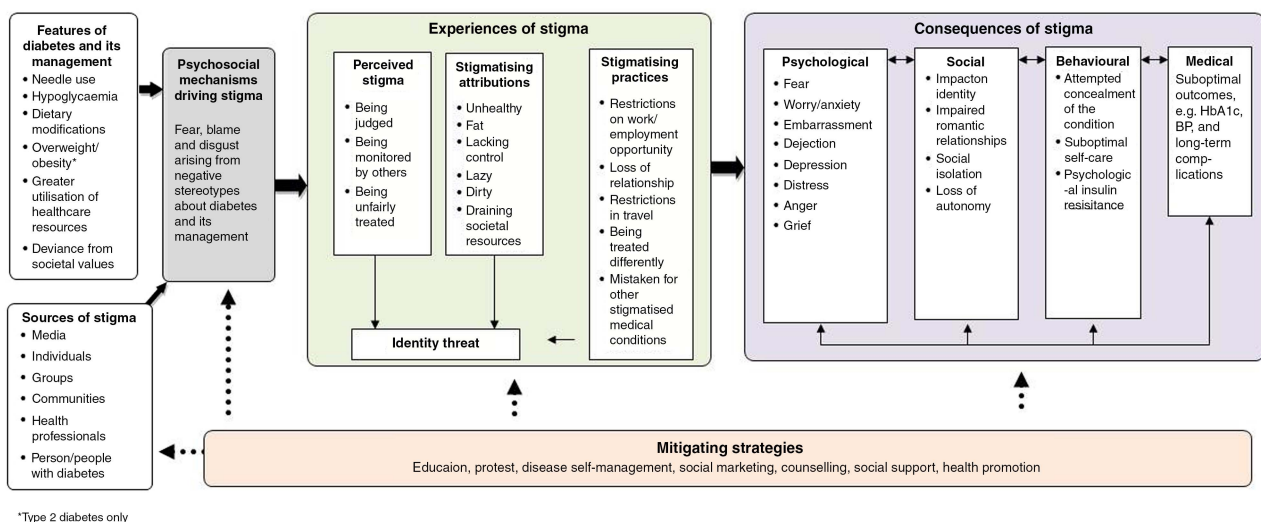 Features of
diabetes and its
management
• Needle use
• Hypoglycaemia
• Dietary
modifications
• Overweight/
obesity*
• Greater
utilisation of
healthcare
resources
• Deviance from
societal values
Sources of stigma
• Media
• Individuals
• Groups
• Communities
• Health
professionals
• Person/people
with diabetes
Psychosocial
mechanisms
driving stigma
Fear, blame
and disgust
arising from
negative
stereotypes
about diabetes
and its
management
Experiences of stigma
Perceived
stigma
• Being
judged
• Being
monitored
by others
• Being
unfairly
treated
Stigmatising
attributions
• Unhealthy
• Fat
• Lacking
control
• Lazy
• Dirty
• Draining
societal
resources
Stigmatising
practices
• Restrictions
on work/
employment
opportunity
• Loss of
relationship
• Restrictions
in travel
• Being
treated
differently
• Mistaken for
other
stigmatised
medical
conditions
Identity threat
Consequences of stigma
Psychological
• Fear
• Worry/anxiety
• Embarrassment
• Dejection
• Depression
• Distress
• Anger
• Grief
Social
• Impacton
identity
• Impaired
romantic
relationships
• Social
isolation
• Loss of
autonomy
Behavioural
• Attempted
concealment
of the
condition
• Suboptimal
self-care
• Psychologic
-al insulin
resisitance
Medical
Suboptimal
outcomes,
e.g. HbA1c,
BP, and
long-term
comp-
lications
Mitigating strategies
Educaion, protest, disease self-management, social marketing, counselling, social support, health promotion
*Type 2 diabetes only